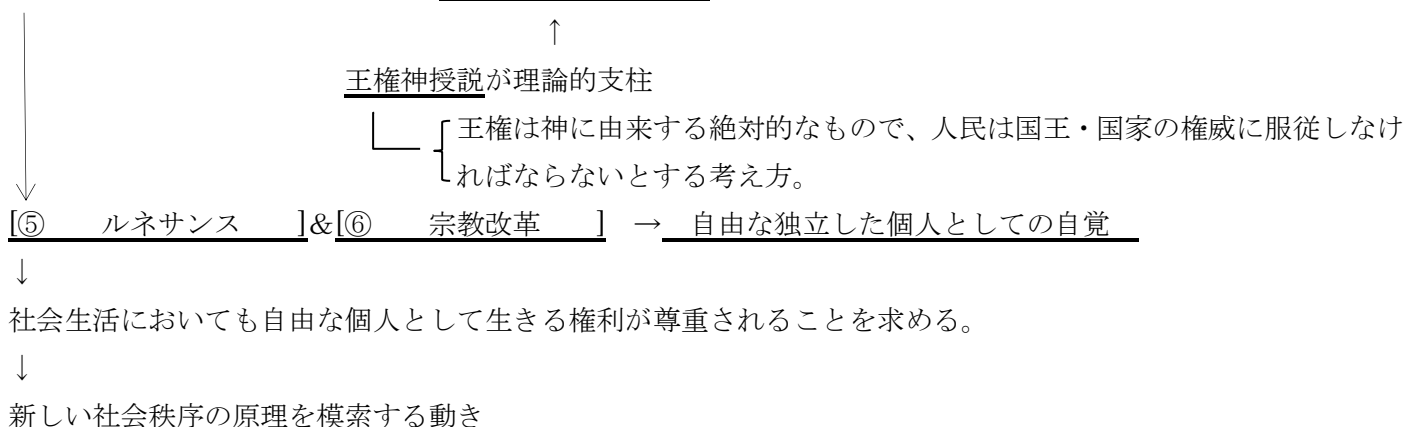 ↑
王権神授説が理論的支柱
王権は神に由来する絶対的なもので、人民は国王・国家の権威に服従しなけ
ればならないとする考え方。
[⑤　　ルネサンス　　]&[⑥　　宗教改革　　]　→　自由な独立した個人としての自覚
↓
社会生活においても自由な個人として生きる権利が尊重されることを求める。
↓
新しい社会秩序の原理を模索する動き